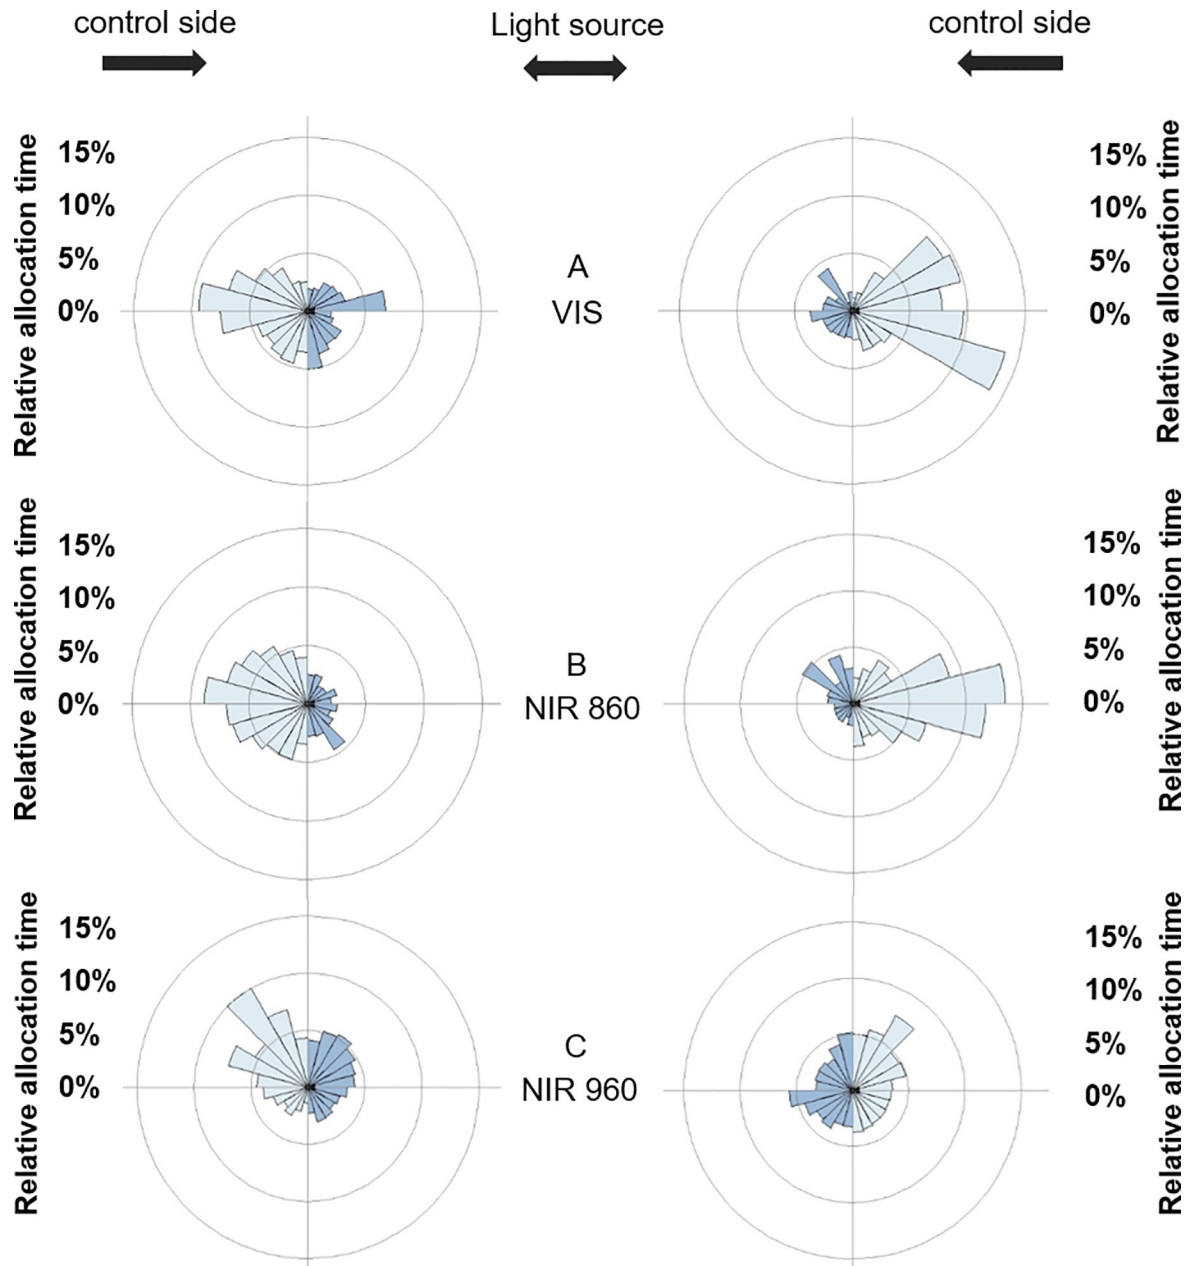 control side
Light source
control side
Relative allocation time
15%
10%
5%
0%
A
VIS
15%
10%
5%
0%
Relative allocation time
Relative allocation time
15%
10%
5%
0%
B
NIR 860
15%
10%
5%
0%
Relative allocation time
Relative allocation time
15%
10%
5%
0%
C
NIR 960
15%
10%
5%
0%
Relative allocation time